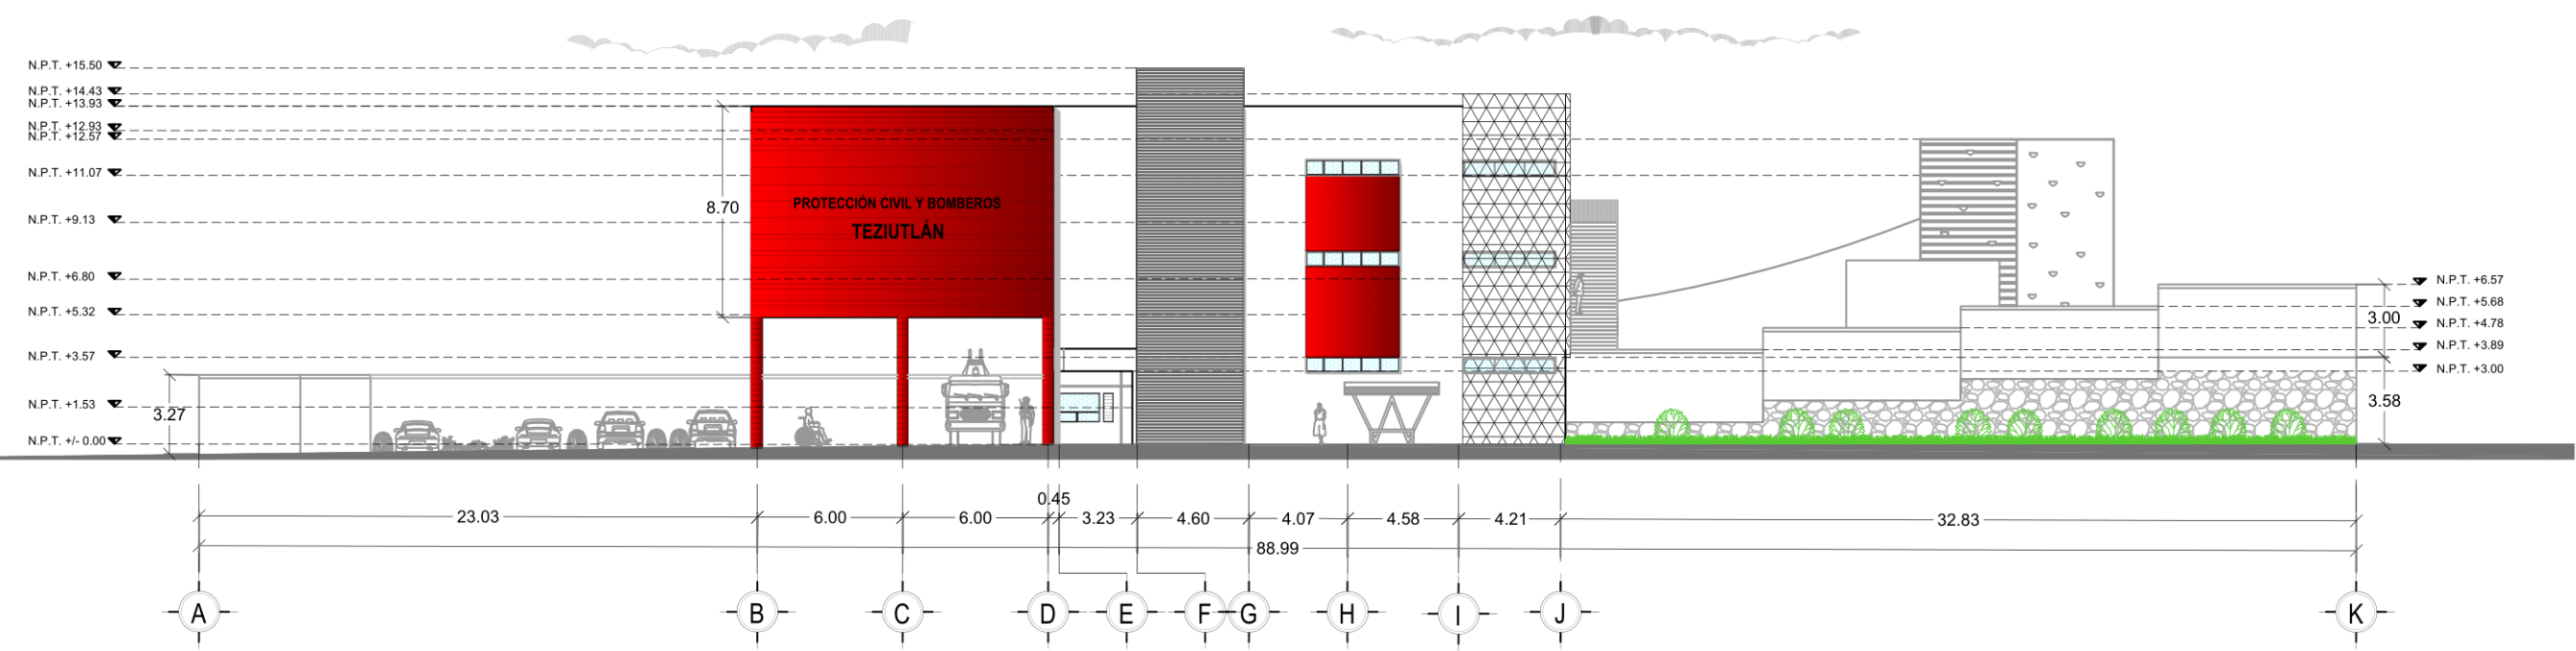 N.P.T. +15.50
N.P.T. +14.43
N.P.T. +13.93
N.P.T. +12.93
N.P.T. +12.57
N.P.T. +11.07
N.P.T. +9.13
N.P.T. +6.80
N.P.T. +5.32
N.P.T. +3.57
N.P.T. +1.53
N.P.T. +/- 0.00
3.27
8.70
PROTECCIÓN CIVIL Y BOMBEROS
TEZIUTLÁN
N.P.T. +6.57
N.P.T. +5.68
N.P.T. +4.78
N.P.T. +3.89
N.P.T. +3.00
3.00
3.58
23.03 6.00 6.00 0.45 3.23 4.60 4.07 4.58 4.21 32.83
88.99
A B C D E F G H I J K